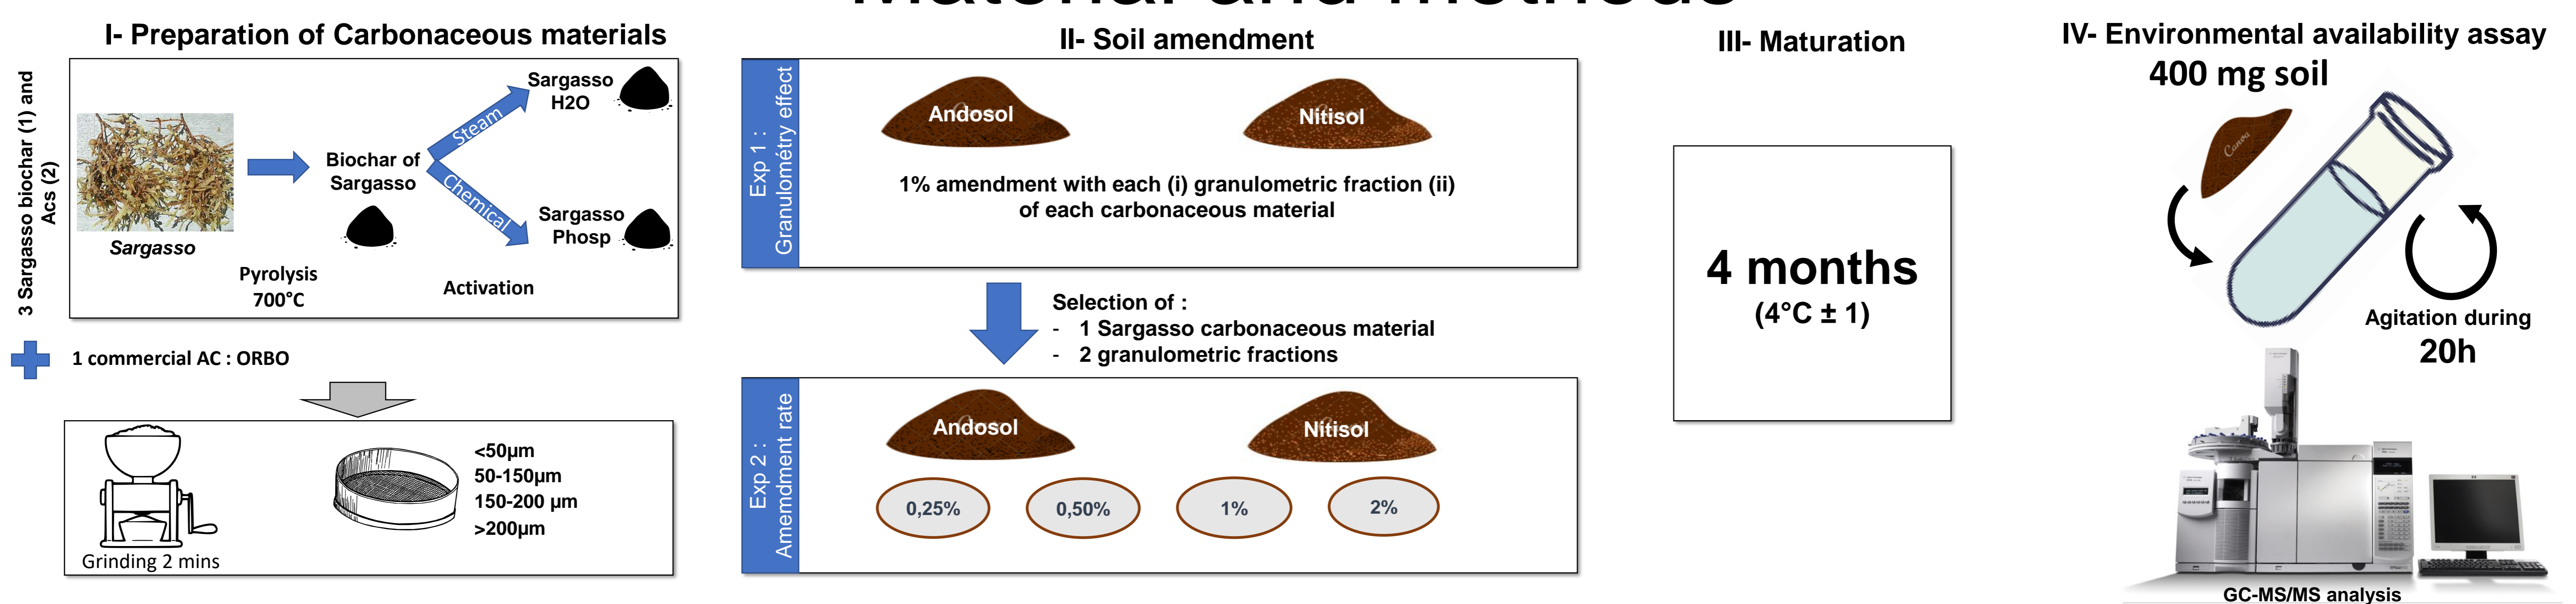 Material and methods
I- Preparation of Carbonaceous materials
3 Sargasso biochar (1) and
Acs (2)
Sargasso
Pyrolysis
700°C
Biochar of
Sargasso
Steam
Chemical
Activation
Sargasso
H2O
Sargasso
Phosp
1 commercial AC : ORBO
Grinding 2 mins
<50µm
50-150µm
150-200 µm
>200µm
II- Soil amendment
Exp 1 :
Granulométry effect
Andosol
Nitisol
1% amendment with each (i) granulometric fraction (ii)
of each carbonaceous material
Selection of :
- 1 Sargasso carbonaceous material
- 2 granulometric fractions
Exp 2 :
Amemdment rate
Andosol
Nitisol
0,25%
0,50%
1%
2%
III- Maturation
4 months
(4°C ± 1)
IV- Environmental availability assay
400 mg soil
Canva
Agitation during
20h
GC-MS/MS analysis